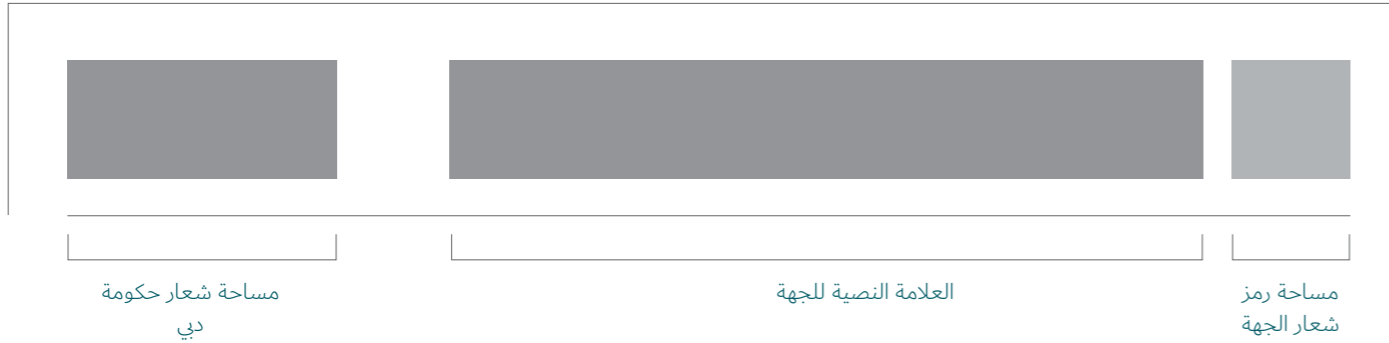 مساحة رمز
شعار الجهة
العلامة النصية للجهة
مساحة شعار حكومة
دبي